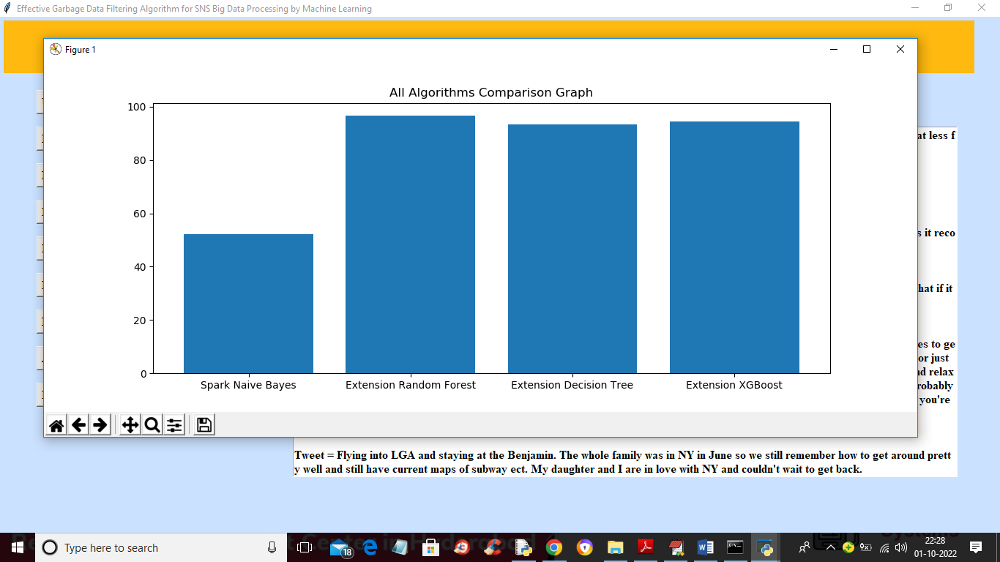 Effective Garbage Data Filtering Algorithm for SNS Big Data Processing by Machine Learning
Figure 1
All Algorithms Comparison Graph
100
80
60
40
20
0
Spark Naive Bayes
Extension Random Forest
Extension Decision Tree
Extension XGBoost
at less f
s it reco
hat if it
es to ge
or just
nd relax
robably
you're
Tweet = Flying into LGA and staying at the Benjamin. The whole family was in NY in June so we still remember how to get around prett
y well and still have current maps of subway ect. My daughter and I are in love with NY and couldn't wait to get back.
Type here to search
18
22:28
01-10-2022